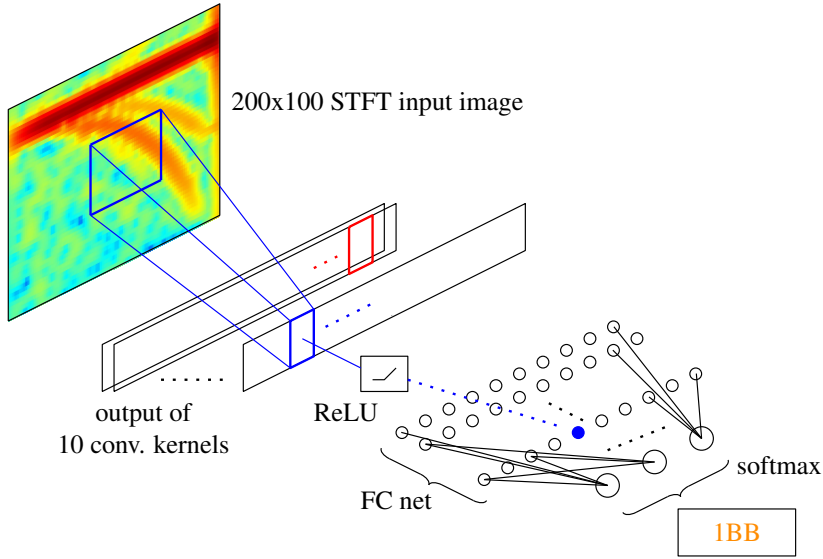 200x100 STFT input image
output of
10 conv. kernels
ReLU
FC net
softmax
1BB